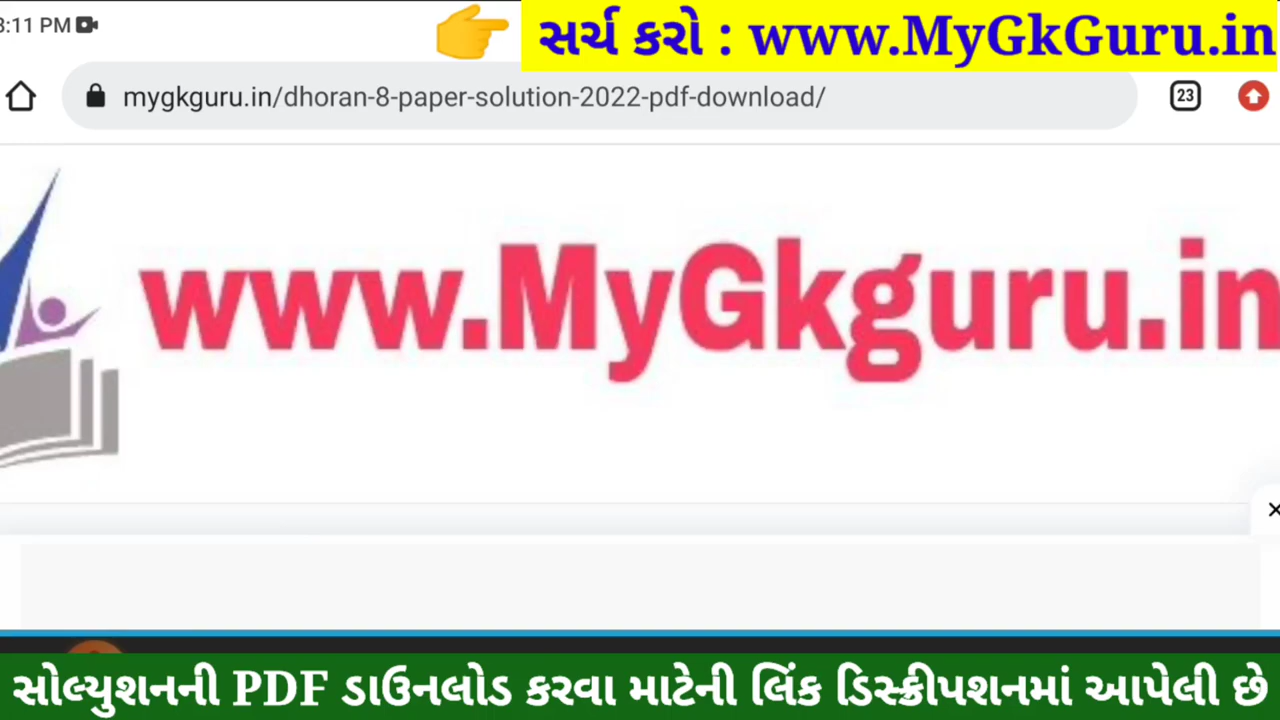 3:11 PM
સર્ચ કરો : www.MyGkGuru.in
mygkguru.in/dhoran-8-paper-solution-2022-pdf-download/
23
www.MyGkguru.in
સોલ્યુશનની PDF ડાઉનલોડ કરવા માટેની લિંક ડિસ્ક્રીપશનમાં આપેલી છે